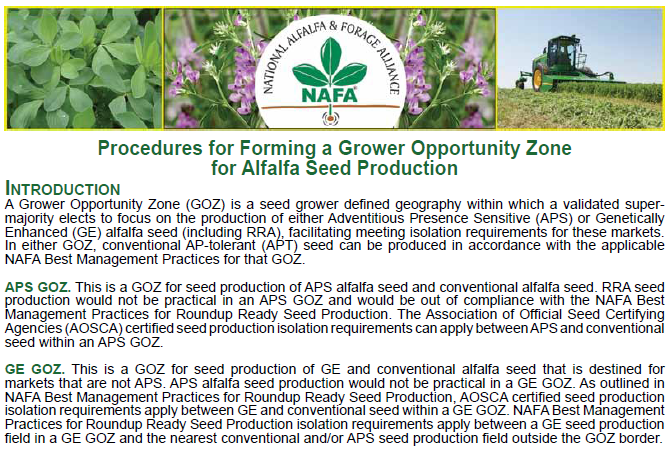 NATIONAL ALFALFA & FORAGE ALLIANCE
NAFA®
Procedures for Forming a Grower Opportunity Zone
for Alfalfa Seed Production
INTRODUCTION
A Grower Opportunity Zone (GOZ) is a seed grower defined geography within which a validated super-
majority elects to focus on the production of either Adventitious Presence Sensitive (APS) or Genetically
Enhanced (GE) alfalfa seed (including RRA), facilitating meeting isolation requirements for these markets.
In either GOZ, conventional AP-tolerant (APT) seed can be produced in accordance with the applicable
NAFA Best Management Practices for that GOZ.
APS GOZ. This is a GOZ for seed production of APS alfalfa seed and conventional alfalfa seed. RRA seed
production would not be practical in an APS GOZ and would be out of compliance with the NAFA Best
Management Practices for Roundup Ready Seed Production. The Association of Official Seed Certifying
Agencies (AOSCA) certified seed production isolation requirements can apply between APS and conventional
seed within an APS GOZ.
GE GOZ. This is a GOZ for seed production of GE and conventional alfalfa seed that is destined for
markets that are not APS. APS alfalfa seed production would not be practical in a GE GOZ. As outlined in
NAFA Best Management Practices for Roundup Ready Seed Production, AOSCA certified seed production
isolation requirements apply between GE and conventional seed within a GE GOZ. NAFA Best Management
Practices for Roundup Ready Seed Production isolation requirements apply between a GE seed production
field in a GE GOZ and the nearest conventional and/or APS seed production field outside the GOZ border.